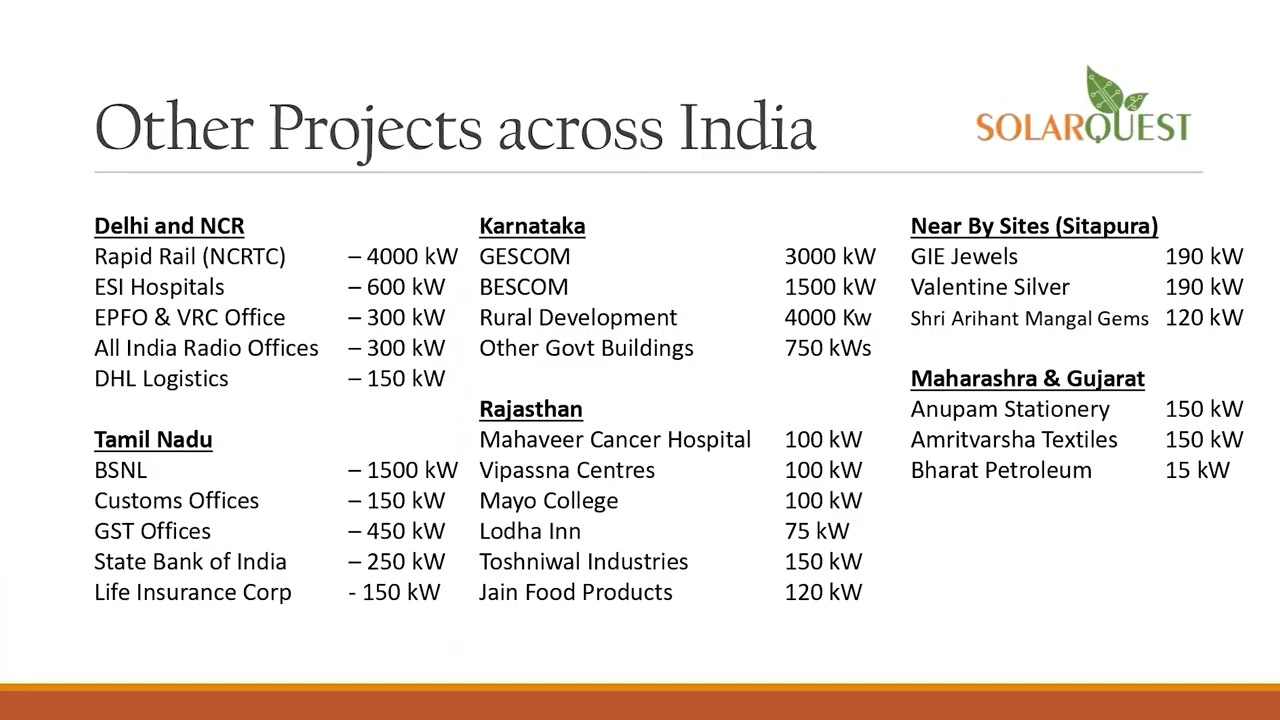 Other Projects across India
SOLARQUEST
Delhi and NCR
Rapid Rail (NCRTC) – 4000 kW
ESI Hospitals – 600 kW
EPFO & VRC Office – 300 kW
All India Radio Offices – 300 kW
DHL Logistics – 150 kW
Tamil Nadu
BSNL – 1500 kW
Customs Offices – 150 kW
GST Offices – 450 kW
State Bank of India – 250 kW
Life Insurance Corp - 150 kW
Karnataka
GESCOM 3000 kW
BESCOM 1500 kW
Rural Development 4000 Kw
Other Govt Buildings 750 kWs
Rajasthan
Mahaveer Cancer Hospital 100 kW
Vipassna Centres 100 kW
Mayo College 100 kW
Lodha Inn 75 kW
Toshniwal Industries 150 kW
Jain Food Products 120 kW
Near By Sites (Sitapura)
GIE Jewels 190 kW
Valentine Silver 190 kW
Shri Arihant Mangal Gems 120 kW
Maharashra & Gujarat
Anupam Stationery 150 kW
Amritvarsha Textiles 150 kW
Bharat Petroleum 15 kW